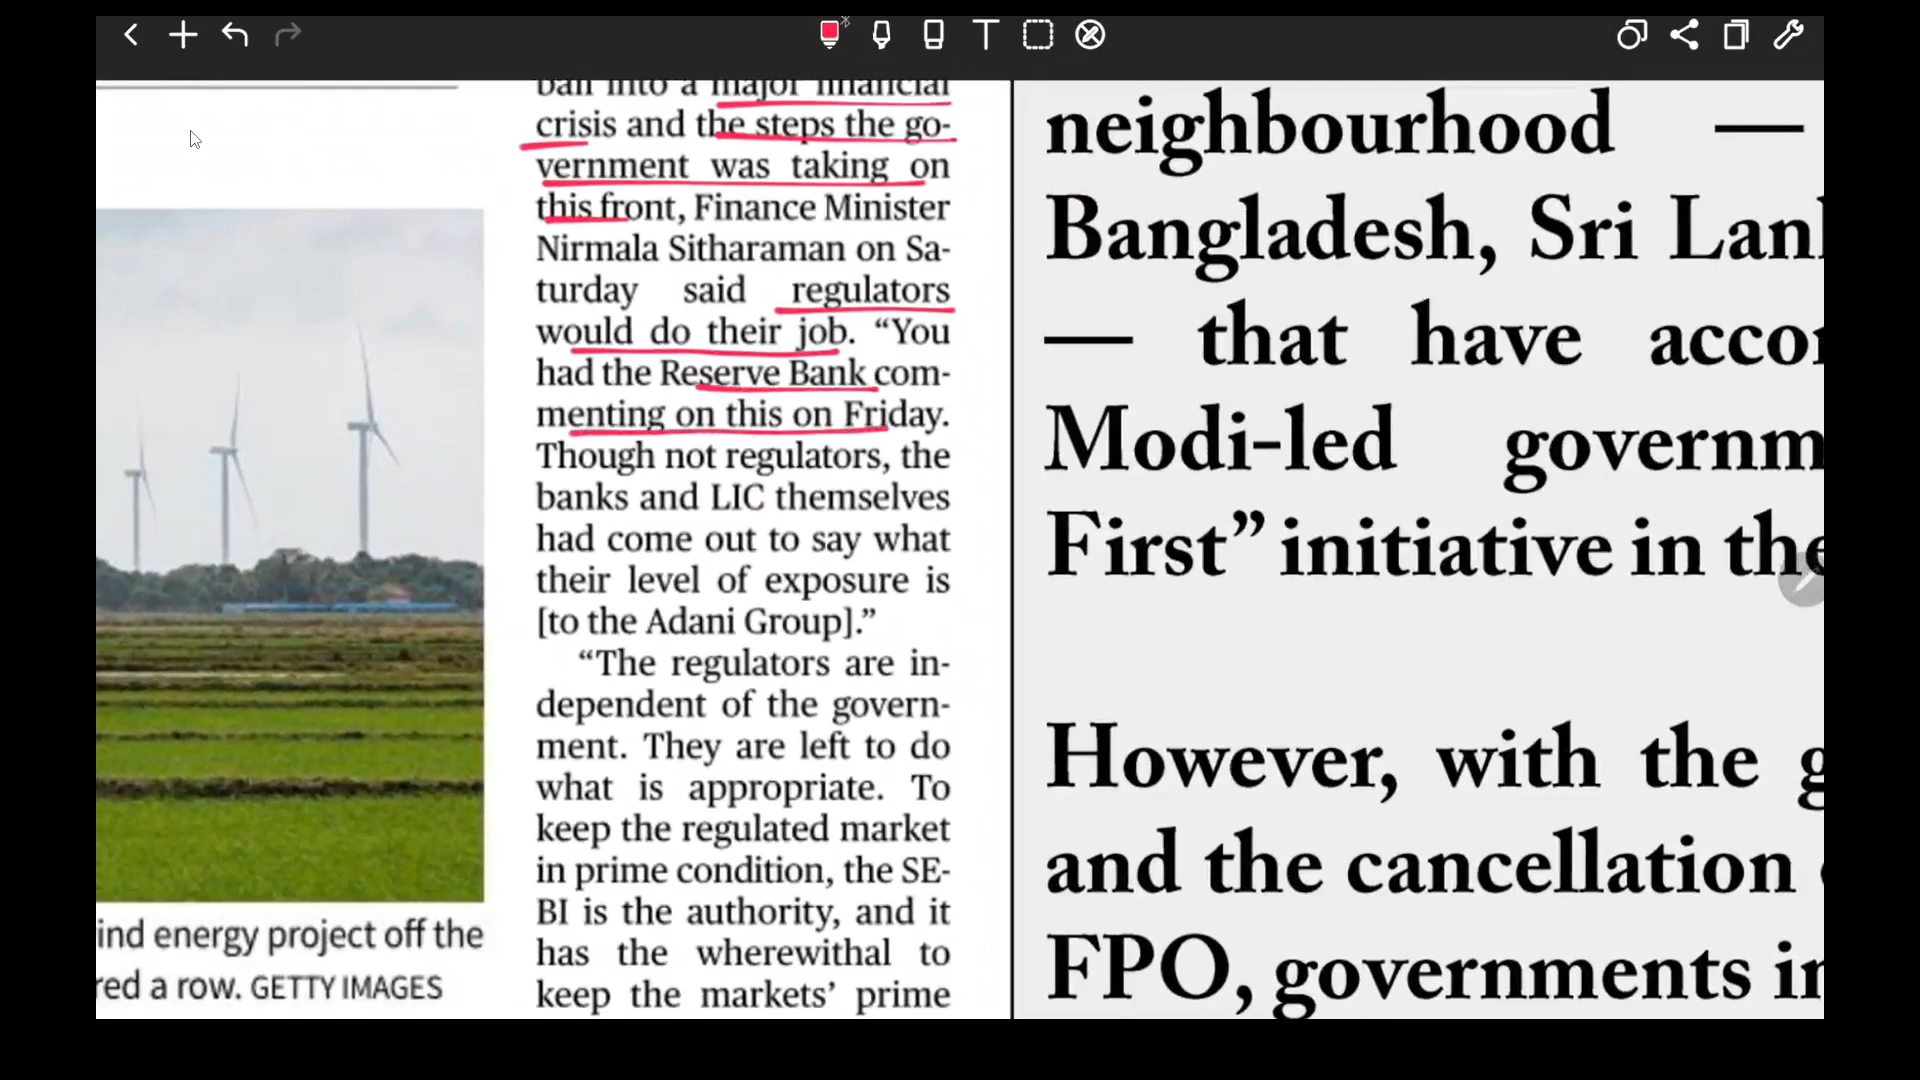 ball into a major financial
crisis and the steps the go-
vernment was taking on
this front, Finance Minister
Nirmala Sitharaman on Sa-
turday said regulators
would do their job. “You
had the Reserve Bank com-
menting on this on Friday.
Though not regulators, the
banks and LIC themselves
had come out to say what
their level of exposure is
[to the Adani Group].”
“The regulators are in-
dependent of the govern-
ment. They are left to do
what is appropriate. To
keep the regulated market
in prime condition, the SE-
BI is the authority, and it
has the wherewithal to
keep the markets’ prime
ind energy project off the
red a row. GETTY IMAGES
neighbourhood —
Bangladesh, Sri Lan
— that have acco
Modi-led governm
First” initiative in the
However, with the g
and the cancellation
FPO, governments in